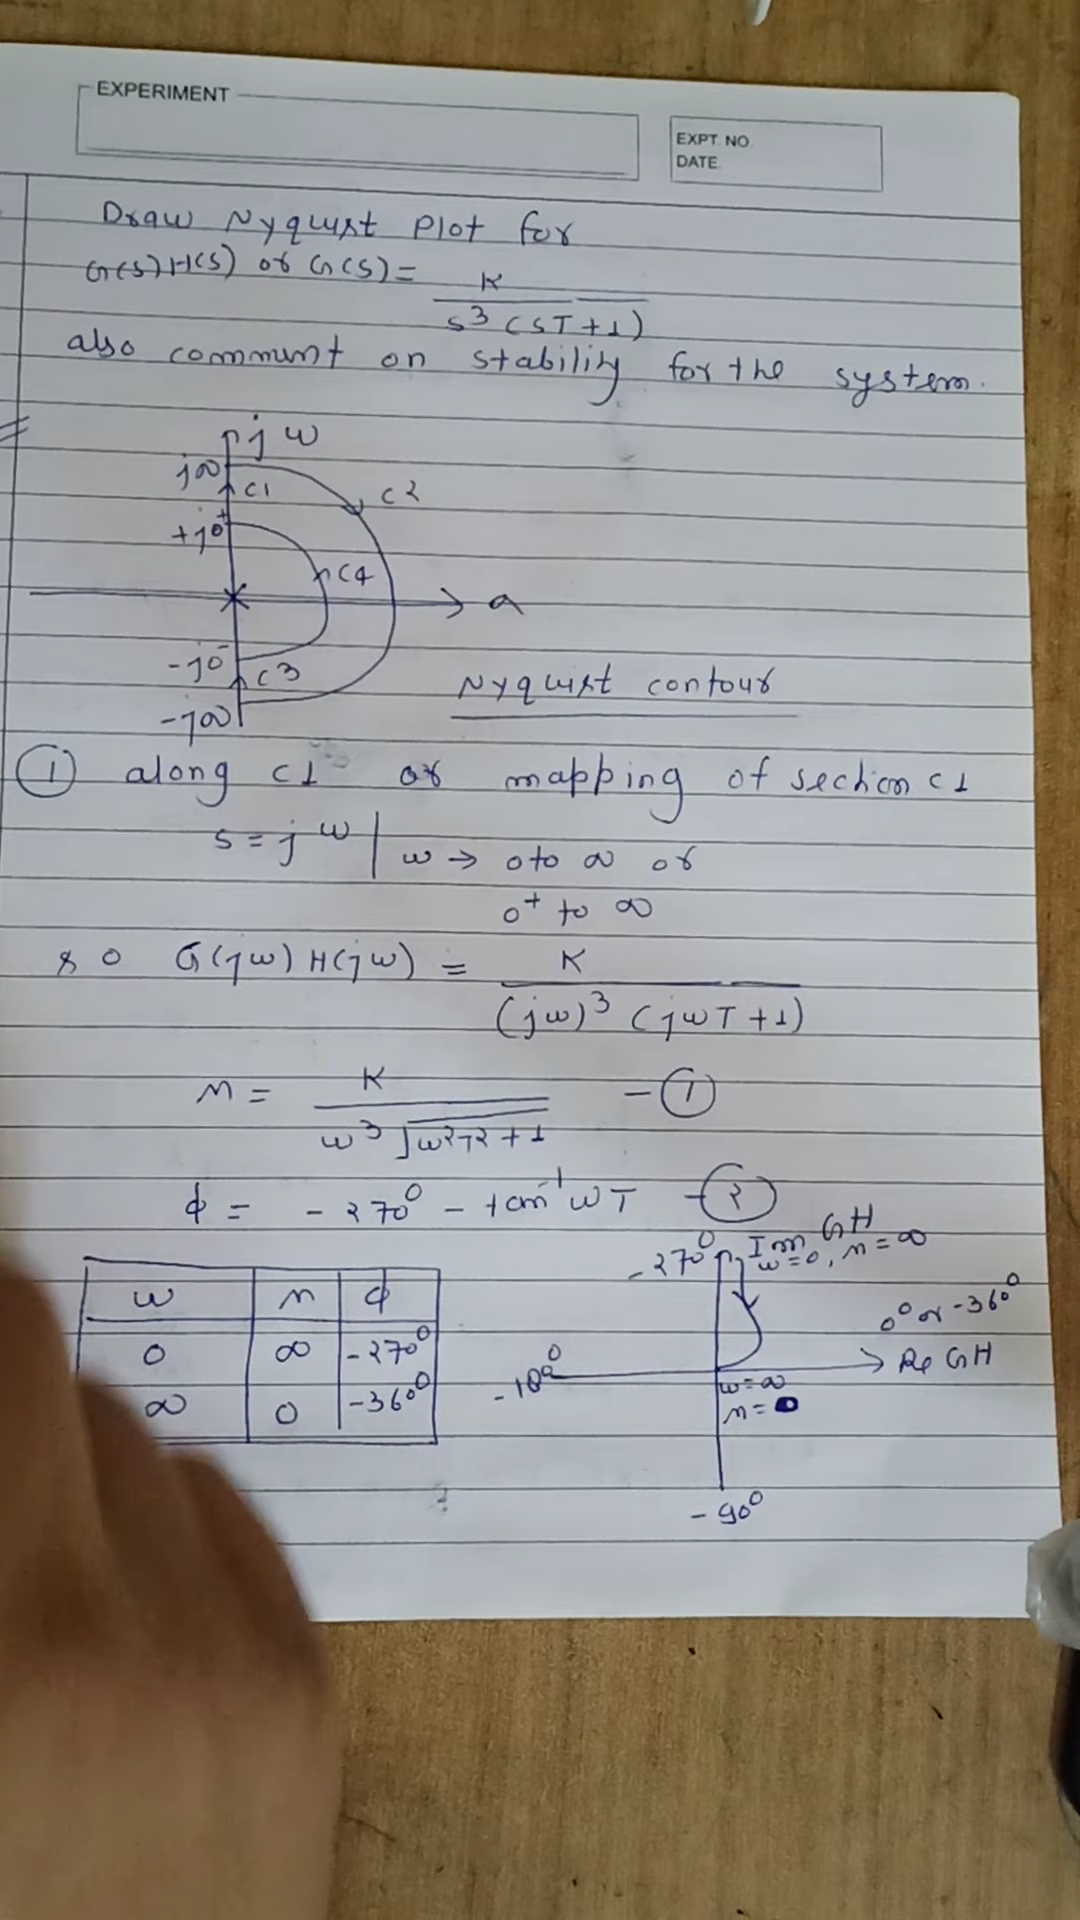 EXPERIMENT
EXPT. NO.
DATE
Draw Nyquist Plot for
G(s)H(s) or G(s) = K / s³(sT+1)
also comment on stability for the system.
jω
j∞
C1
C2
+j0⁺
C4
σ
-j0⁻
C3
-j∞
Nyquist contour
① along C1 or mapping of section C1
s = jω | ω → 0 to ∞ or
0⁺ to ∞
so G(jω) H(jω) = K / (jω)³ (jωT+1)
M = K / ω³ √ω²T²+1 - ①
ϕ = -270° - tan⁻¹ωT - ②
-270° Im GH
ω=0, M=∞
ω M ϕ
0° or -360°
0 ∞ -270°
-180° Re GH
∞ 0 -360°
ω=∞
M=0
-90°